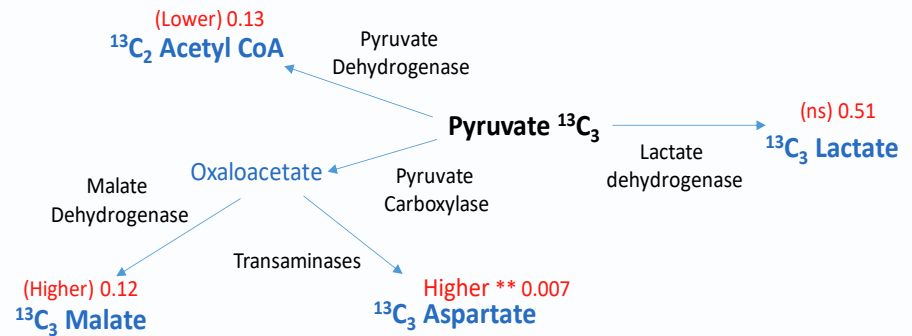 (Lower) 0.13
¹³C₂ Acetyl CoA
Pyruvate
Dehydrogenase
Pyruvate ¹³C₃
(ns) 0.51
¹³C₃ Lactate
Lactate
dehydrogenase
Oxaloacetate
Pyruvate
Carboxylase
Malate
Dehydrogenase
Transaminases
(Higher) 0.12
¹³C₃ Malate
Higher ** 0.007
¹³C₃ Aspartate